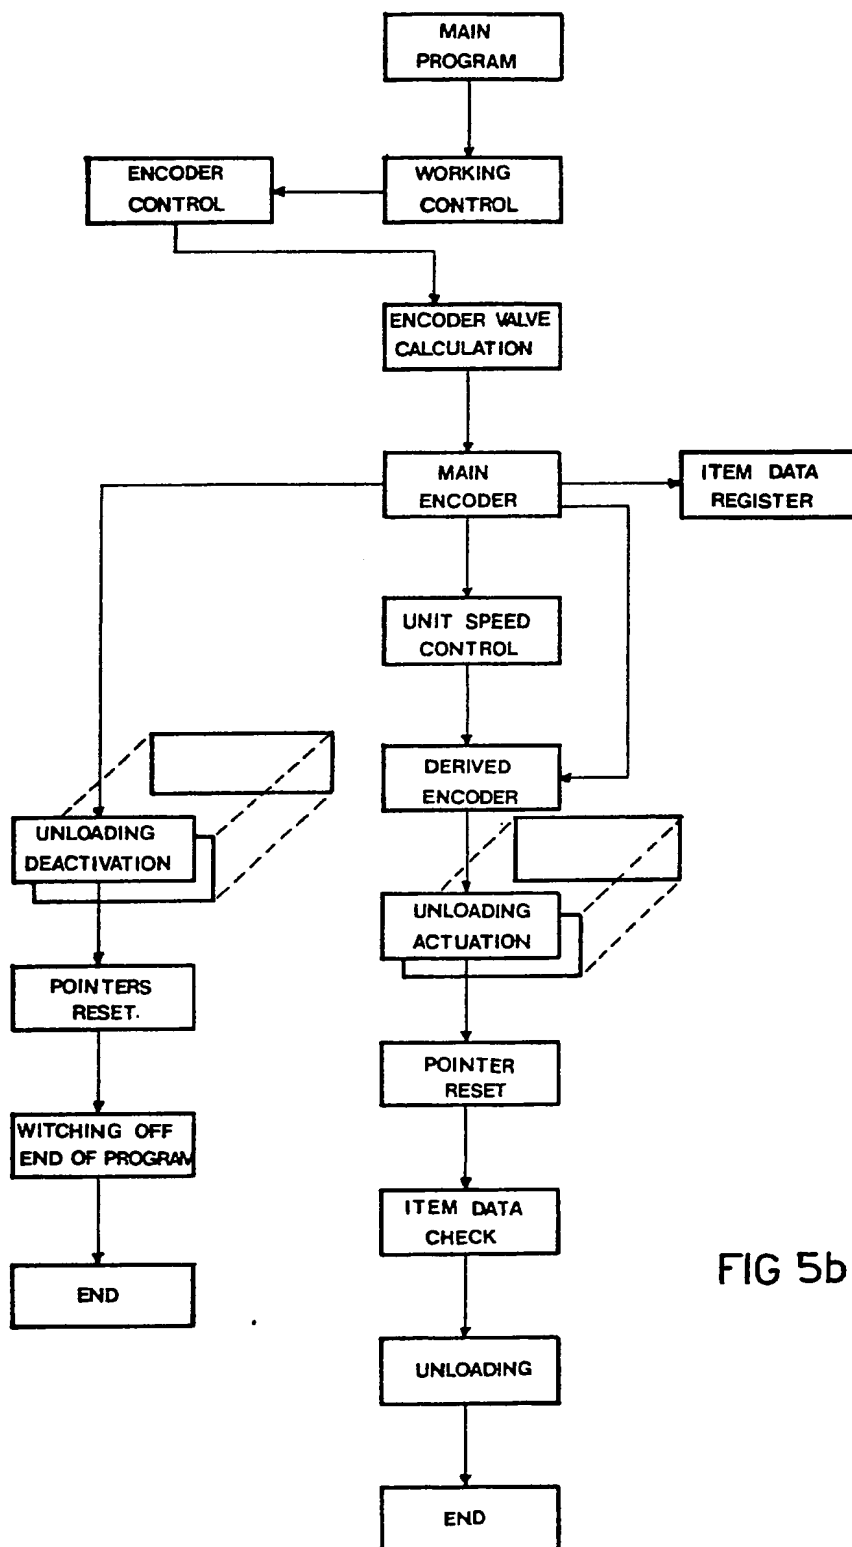 MAIN
PROGRAM
ENCODER
CONTROL
WORKING
CONTROL
ENCODER VALVE
CALCULATION
MAIN
ENCODER
ITEM DATA
REGISTER
UNIT SPEED
CONTROL
DERIVED
ENCODER
UNLOADING
DEACTIVATION
UNLOADING
ACTUATION
POINTERS
RESET.
POINTER
RESET
WITCHING OFF
END OF PROGRAM
ITEM DATA
CHECK
END
UNLOADING
END
FIG 5b